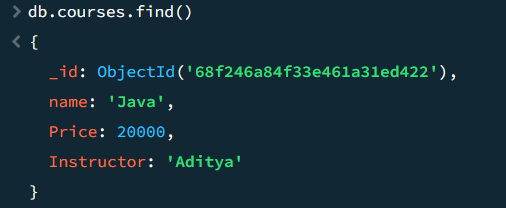 > db.courses.find()
< {
_id: ObjectId('68f246a84f33e461a31ed422'),
name: 'Java',
Price: 20000,
Instructor: 'Aditya'
}